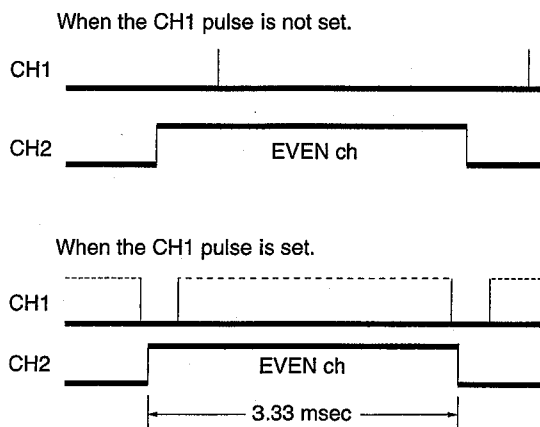 When the CH1 pulse is not set.
CH1
CH2
EVEN ch
When the CH1 pulse is set.
CH1
CH2
EVEN ch
3.33 msec